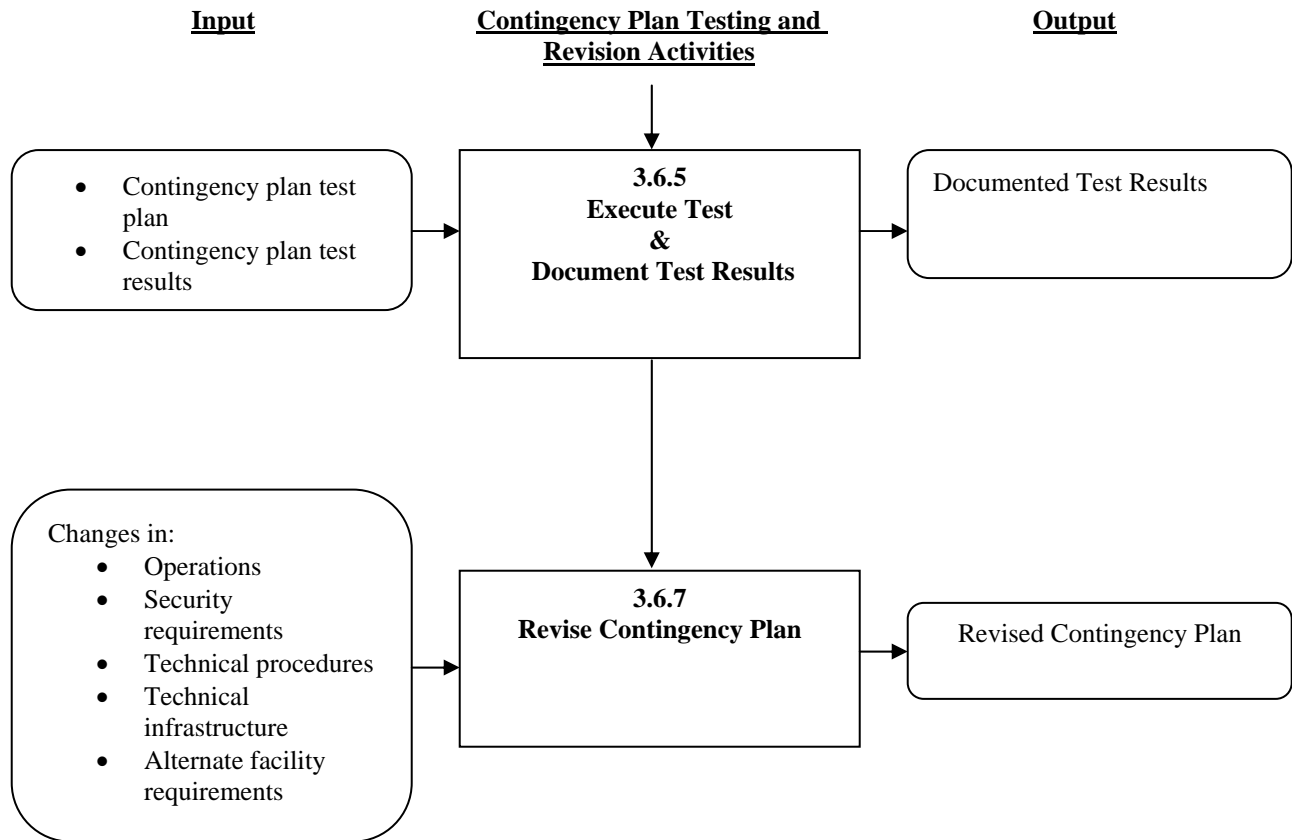 Input
Contingency Plan Testing and
Revision Activities
Output
• Contingency plan test
plan
• Contingency plan test
results
3.6.5
Execute Test
&
Document Test Results
Documented Test Results
Changes in:
• Operations
• Security
requirements
• Technical procedures
• Technical
infrastructure
• Alternate facility
requirements
3.6.7
Revise Contingency Plan
Revised Contingency Plan